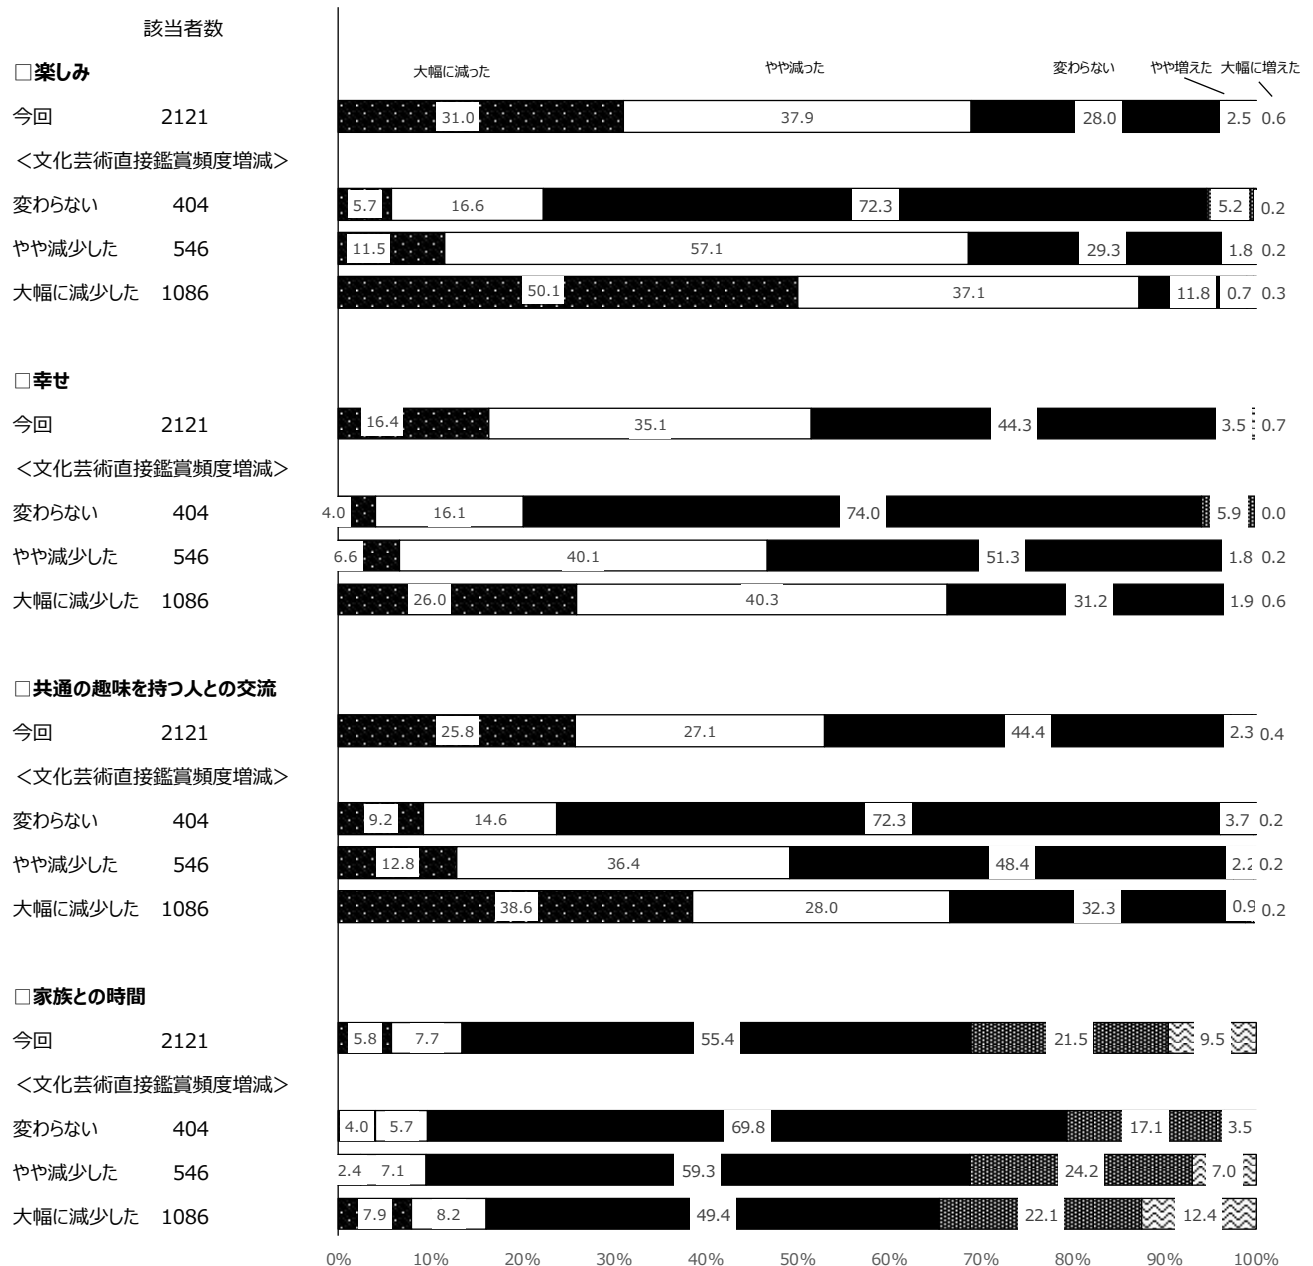 該当者数
□楽しみ 大幅に減った やや減った 変わらない やや増えた 大幅に増えた
今回 2121 31.0 37.9 28.0 2.5 0.6
＜文化芸術直接鑑賞頻度増減＞
変わらない 404 5.7 16.6 72.3 5.2 0.2
やや減少した 546 11.5 57.1 29.3 1.8 0.2
大幅に減少した 1086 50.1 37.1 11.8 0.7 0.3
□幸せ
今回 2121 16.4 35.1 44.3 3.5 0.7
＜文化芸術直接鑑賞頻度増減＞
変わらない 404 4.0 16.1 74.0 5.9 0.0
やや減少した 546 6.6 40.1 51.3 1.8 0.2
大幅に減少した 1086 26.0 40.3 31.2 1.9 0.6
□共通の趣味を持つ人との交流
今回 2121 25.8 27.1 44.4 2.3 0.4
＜文化芸術直接鑑賞頻度増減＞
変わらない 404 9.2 14.6 72.3 3.7 0.2
やや減少した 546 12.8 36.4 48.4 2.2 0.2
大幅に減少した 1086 38.6 28.0 32.3 0.9 0.2
□家族との時間
今回 2121 5.8 7.7 55.4 21.5 9.5
＜文化芸術直接鑑賞頻度増減＞
変わらない 404 4.0 5.7 69.8 17.1 3.5
やや減少した 546 2.4 7.1 59.3 24.2 7.0
大幅に減少した 1086 7.9 8.2 49.4 22.1 12.4
0% 10% 20% 30% 40% 50% 60% 70% 80% 90% 100%